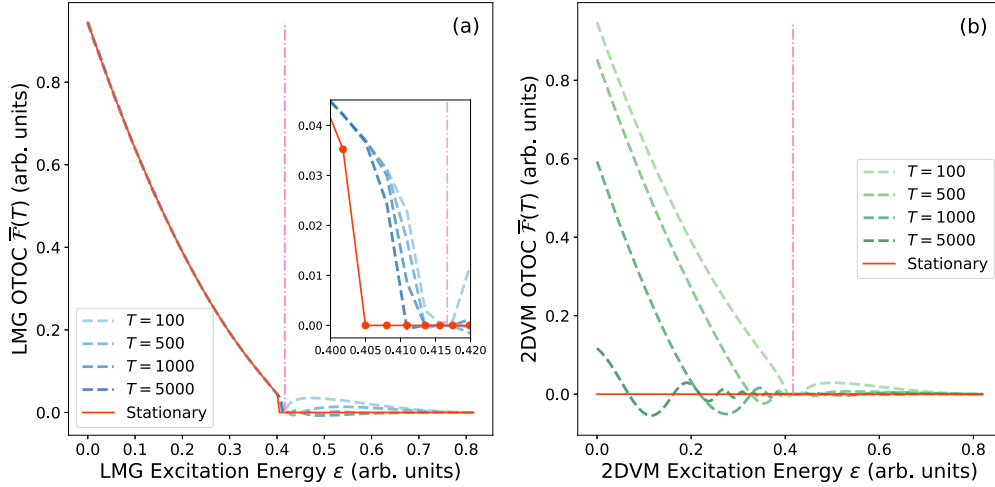 (a)
LMG OTOC $\overline{\mathcal{F}}(T)$ (arb. units)
0.8
0.6
0.4
0.2
0.0
0.0 0.1 0.2 0.3 0.4 0.5 0.6 0.7 0.8
LMG Excitation Energy ε (arb. units)
0.04
0.03
0.02
0.01
0.00
0.400 0.405 0.410 0.415 0.420
T = 100
T = 500
T = 1000
T = 5000
Stationary
(b)
2DVM OTOC $\overline{\mathcal{F}}(T)$ (arb. units)
0.8
0.6
0.4
0.2
0.0
0.0 0.2 0.4 0.6 0.8
2DVM Excitation Energy ε (arb. units)
T = 100
T = 500
T = 1000
T = 5000
Stationary